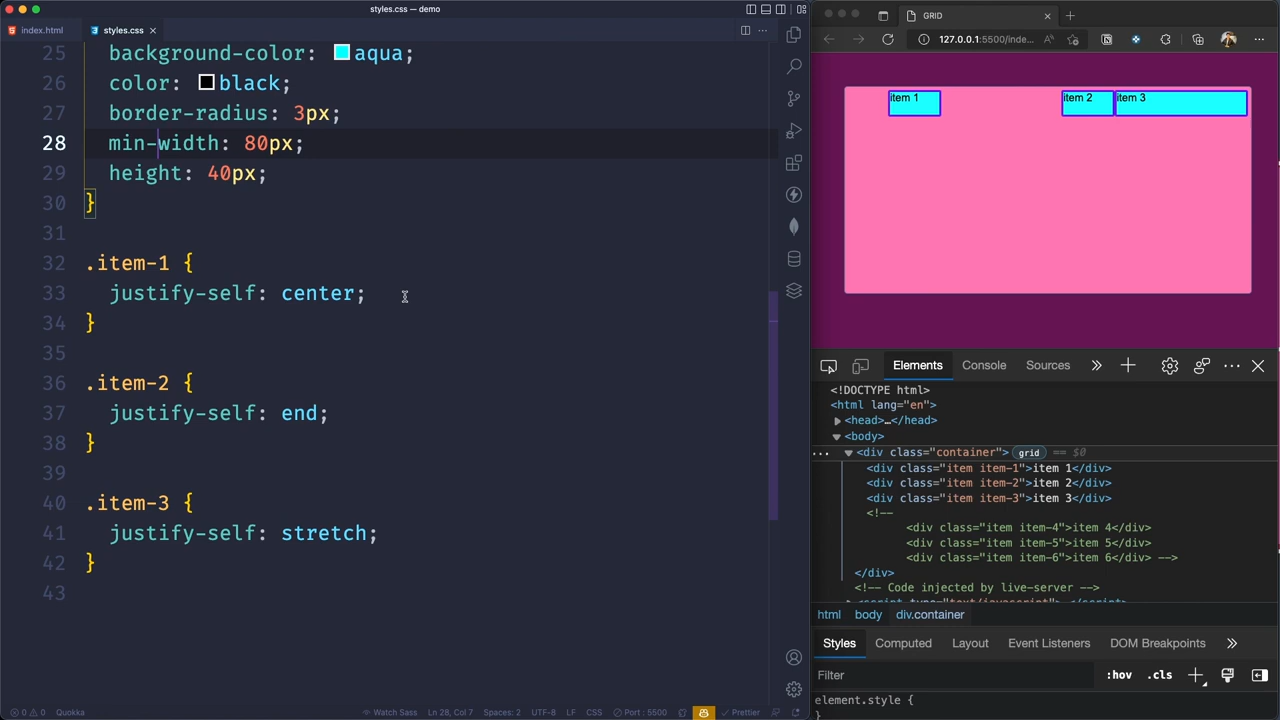 styles.css — demo
index.html
styles.css
25 background-color: aqua;
26 color: black;
27 border-radius: 3px;
28 min-width: 80px;
29 height: 40px;
30 }
31
32 .item-1 {
33 justify-self: center;
34 }
35
36 .item-2 {
37 justify-self: end;
38 }
39
40 .item-3 {
41 justify-self: stretch;
42 }
43
0 0 Quokka Watch Sass Ln 28, Col 7 Spaces: 2 UTF-8 LF CSS Port : 5500 Prettier
GRID
127.0.0.1:5500/inde...
item 1
item 2
item 3
Elements Console Sources
<!DOCTYPE html>
<html lang="en">
<head>…</head>
<body>
<div class="container"> grid == $0
<div class="item item-1">item 1</div>
<div class="item item-2">item 2</div>
<div class="item item-3">item 3</div>
<!--
<div class="item item-4">item 4</div>
<div class="item item-5">item 5</div>
<div class="item item-6">item 6</div> -->
</div>
<!-- Code injected by live-server -->
html body div.container
Styles Computed Layout Event Listeners DOM Breakpoints
Filter
:hov .cls
element.style {
}